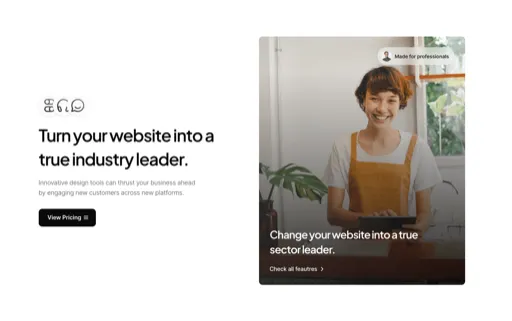 Turn your website into a
true industry leader.
Innovative design tools can thrust your business ahead
by engaging new customers across new platforms.
View Pricing
Made for professionals
Change your website into a true
sector leader.
Check all feautres